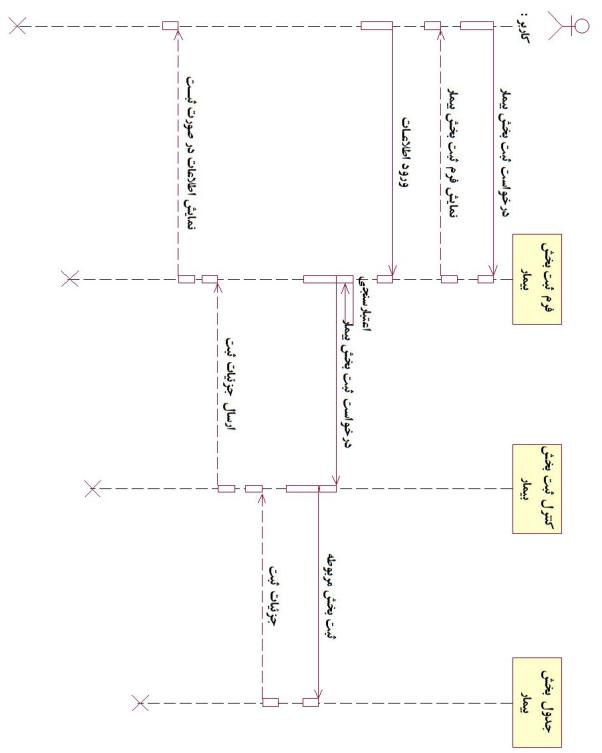 کاربر :
فرم ثبت بخش
بیمار
کنترل ثبت بخش
بیمار
جدول بخش
بیمار
درخواست ثبت بخش بیمار
نمایش فرم ثبت بخش بیمار
ورود اطلاعات
اعتبارسنجی
درخواست ثبت بخش بیمار
ثبت بخش مربوطه
جزئیات ثبت
ارسال جزئیات ثبت
نمایش اطلاعات در صورت ثبت